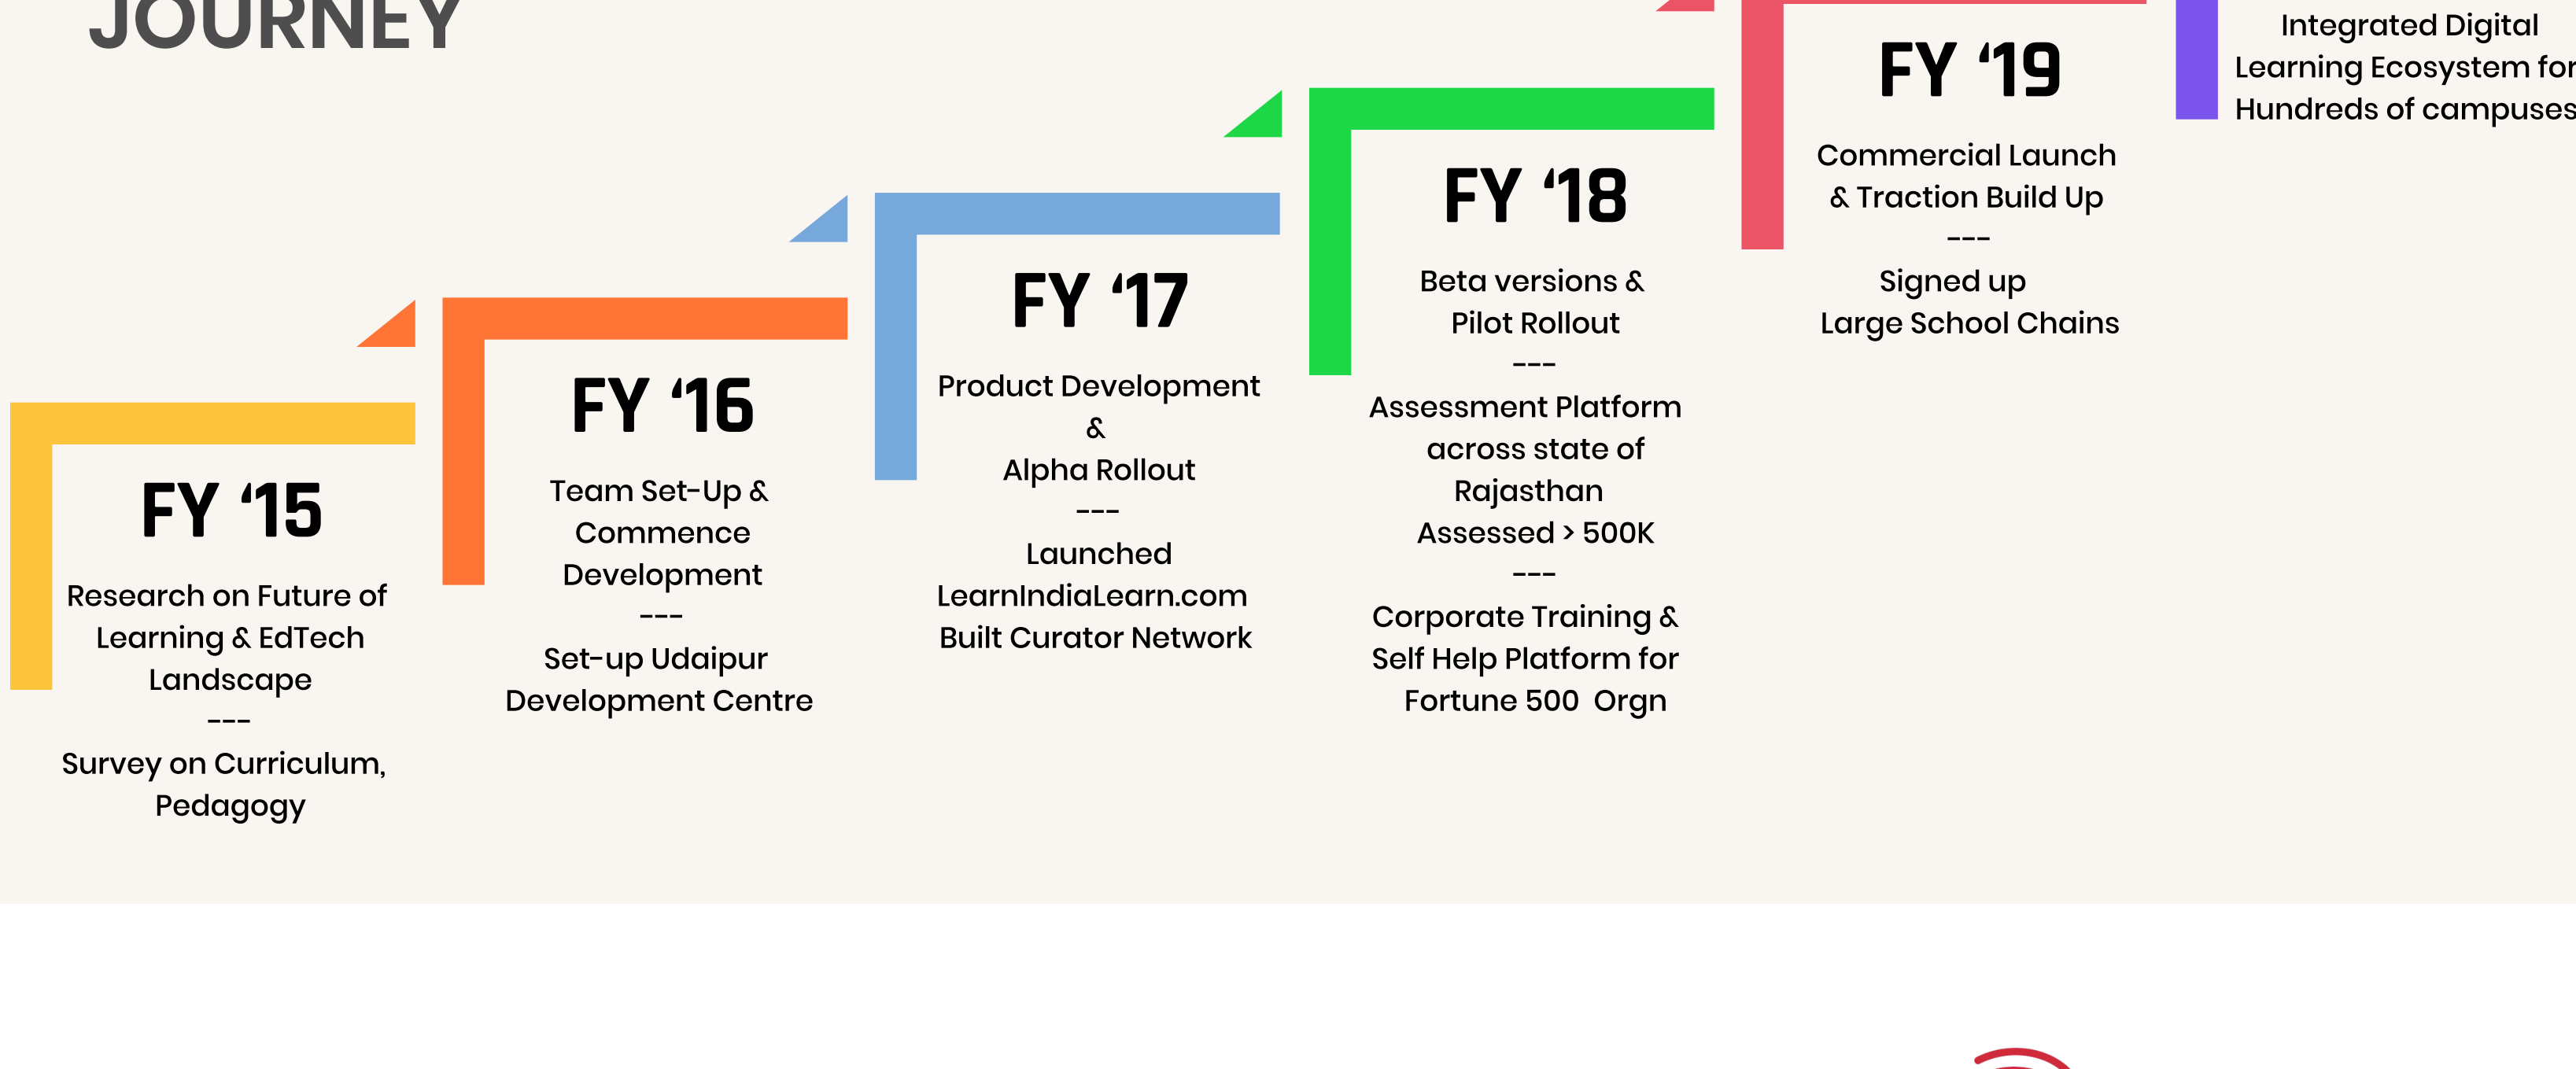 JOURNEY
FY ‘15
Research on Future of
Learning & EdTech
Landscape
---
Survey on Curriculum,
Pedagogy
FY ‘16
Team Set-Up &
Commence
Development
---
Set-up Udaipur
Development Centre
FY ‘17
Product Development
&
Alpha Rollout
---
Launched
LearnIndiaLearn.com
Built Curator Network
FY ‘18
Beta versions &
Pilot Rollout
---
Assessment Platform
across state of
Rajasthan
Assessed > 500K
---
Corporate Training &
Self Help Platform for
Fortune 500  Orgn
FY ‘19
Commercial Launch
& Traction Build Up
---
Signed up
Large School Chains
Integrated Digital
Learning Ecosystem for
Hundreds of campuses